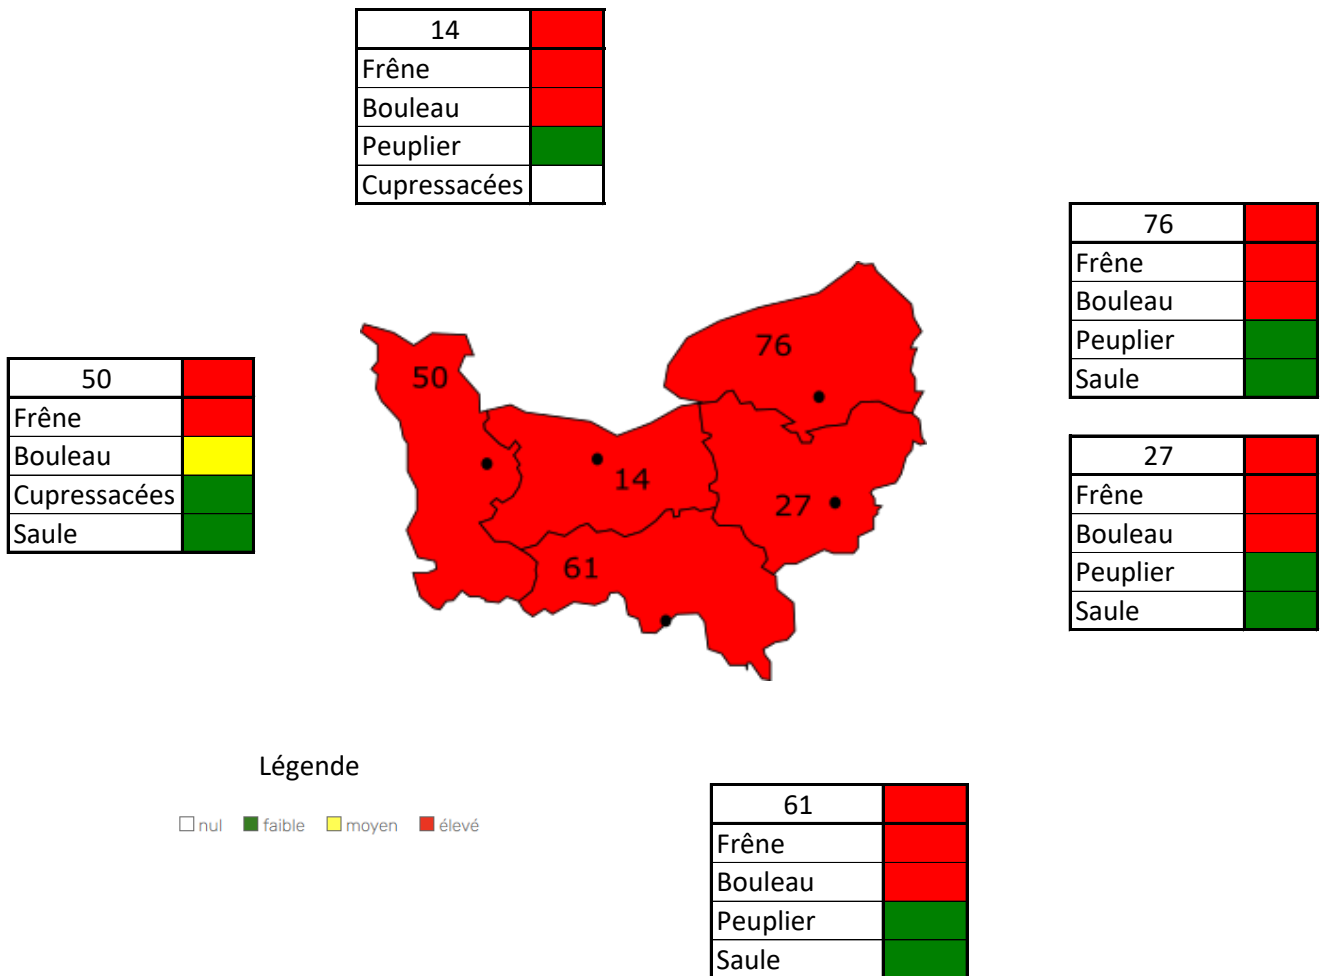 14
Frêne
Bouleau
Peuplier
Cupressacées
76
Frêne
Bouleau
Peuplier
Saule
50
Frêne
Bouleau
Cupressacées
Saule
76
50
14
27
61
27
Frêne
Bouleau
Peuplier
Saule
Légende
nul faible moyen élevé
61
Frêne
Bouleau
Peuplier
Saule